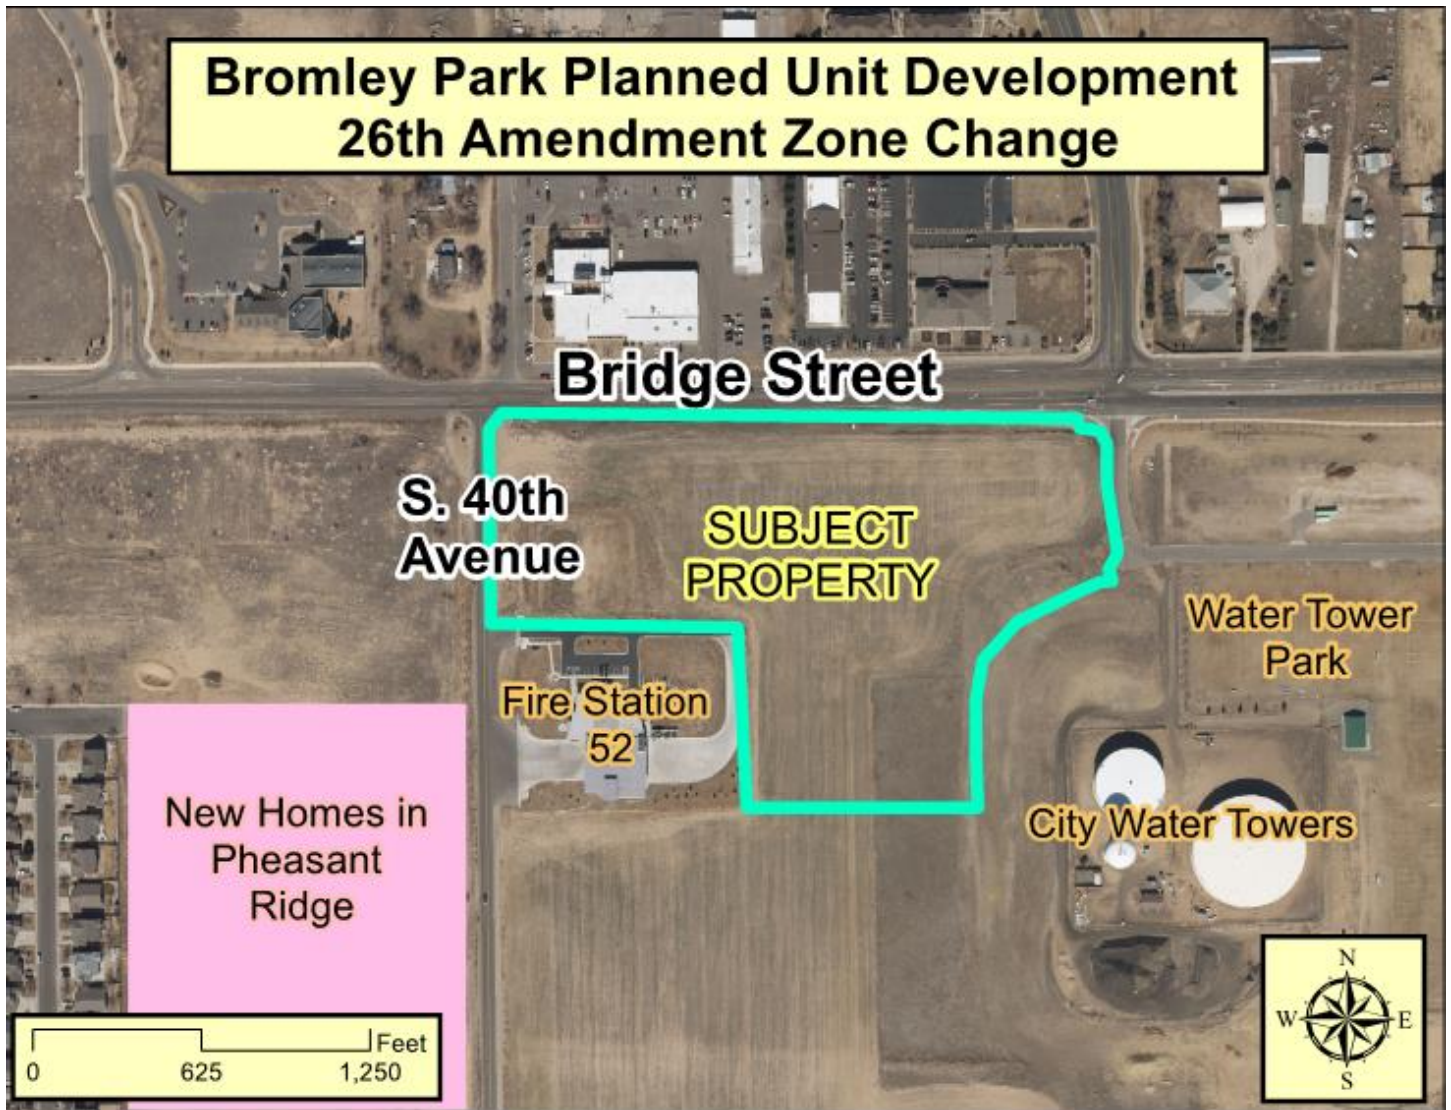 Bromley Park Planned Unit Development
26th Amendment Zone Change
Bridge Street
S. 40th
Avenue
SUBJECT
PROPERTY
Water Tower
Park
Fire Station
52
New Homes in
Pheasant
Ridge
City Water Towers
Feet
0 625 1,250
N
W E
S